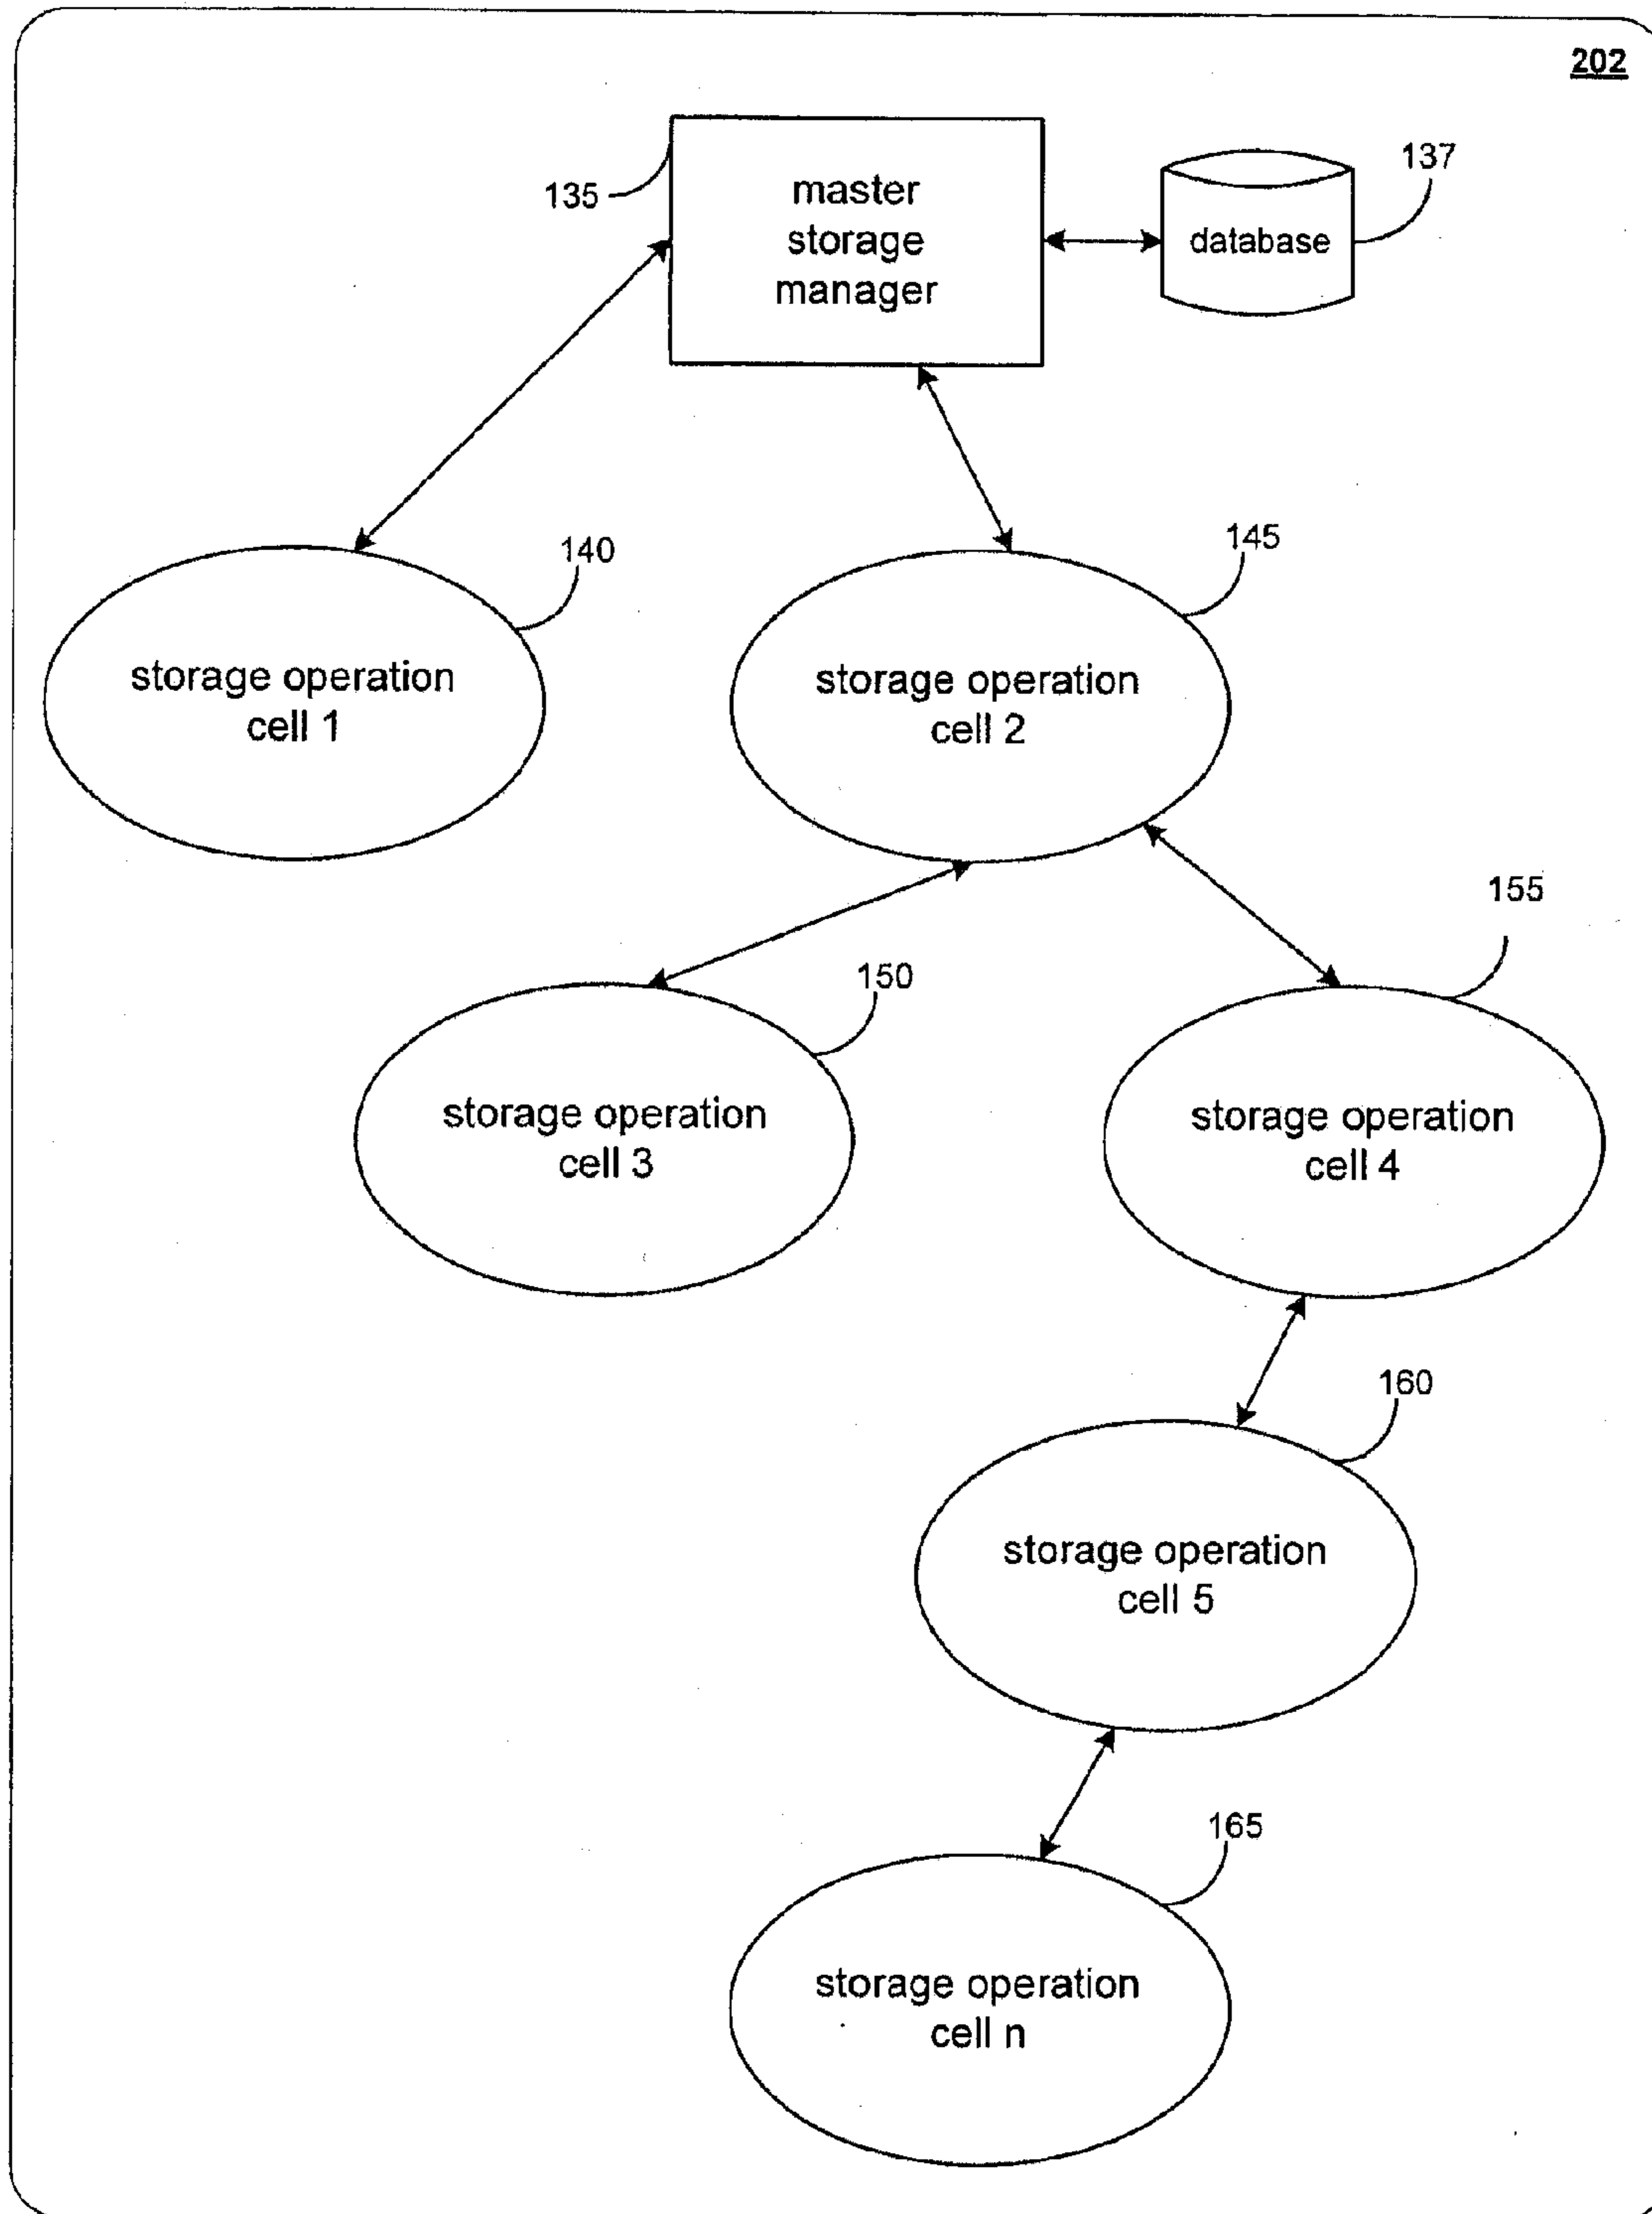 202
137
135
master
storage
manager
database
140
145
storage operation
cell 1
storage operation
cell 2
155
150
storage operation
cell 3
storage operation
cell 4
160
storage operation
cell 5
165
storage operation
cell n